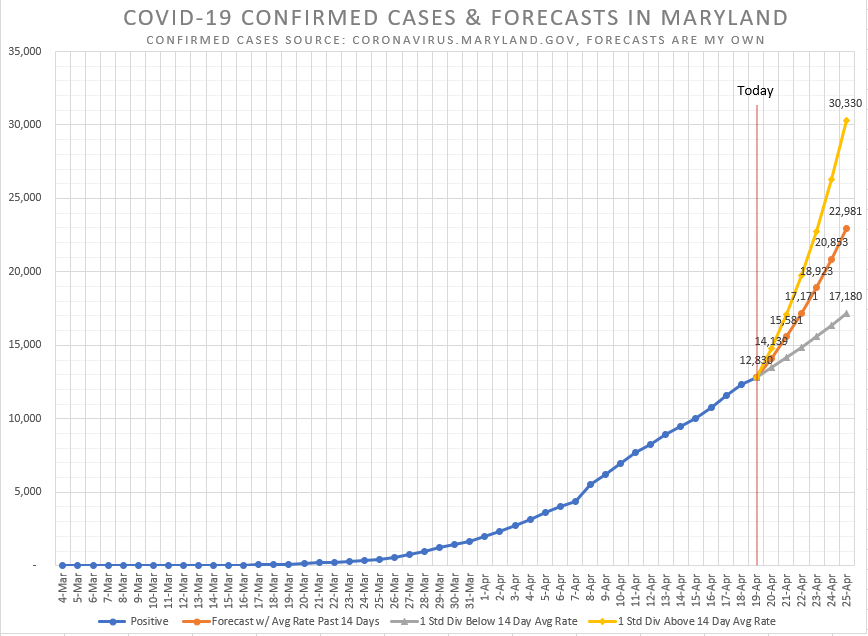 COVID-19 CONFIRMED CASES & FORECASTS IN MARYLAND
CONFIRMED CASES SOURCE: CORONAVIRUS.MARYLAND.GOV, FORECASTS ARE MY OWN
35,000
30,000
25,000
20,000
15,000
10,000
5,000
-
Today
30,330
22,981
20,853
18,923
17,171
17,180
15,581
14,139
12,830
4-Mar
5-Mar
6-Mar
7-Mar
8-Mar
9-Mar
10-Mar
11-Mar
12-Mar
13-Mar
14-Mar
15-Mar
16-Mar
17-Mar
18-Mar
19-Mar
20-Mar
21-Mar
22-Mar
23-Mar
24-Mar
25-Mar
26-Mar
27-Mar
28-Mar
29-Mar
30-Mar
31-Mar
1-Apr
2-Apr
3-Apr
4-Apr
5-Apr
6-Apr
7-Apr
8-Apr
9-Apr
10-Apr
11-Apr
12-Apr
13-Apr
14-Apr
15-Apr
16-Apr
17-Apr
18-Apr
19-Apr
20-Apr
21-Apr
22-Apr
23-Apr
24-Apr
25-Apr
Positive
Forecast w/ Avg Rate Past 14 Days
1 Std Div Below 14 Day Avg Rate
1 Std Div Above 14 Day Avg Rate